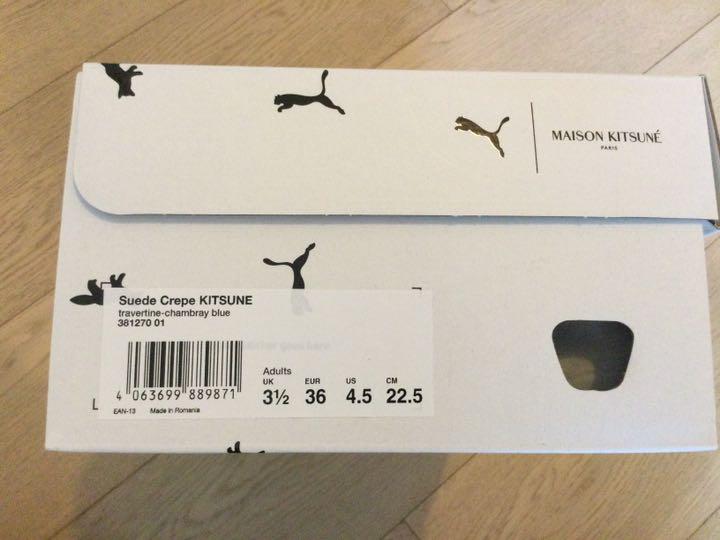 MAISON KITSUNÉ
PARIS
Suede Crepe KITSUNE
travertine-chambray blue
381270 01
Adults
UK EUR US CM
3½ 36 4.5 22.5
4 063699 889871
EAN-13 Made in Romania